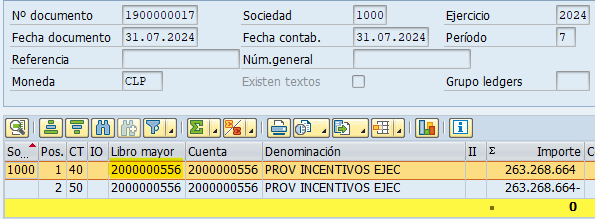 Nº documento 1900000017 Sociedad 1000 Ejercicio 2024
Fecha documento 31.07.2024 Fecha contab. 31.07.2024 Período 7
Referencia Núm.general
Moneda CLP Existen textos Grupo ledgers
So... Pos. CT IO Libro mayor Cuenta Denominación II Σ Importe C
1000 1 40 2000000556 2000000556 PROV INCENTIVOS EJEC 263.268.664
2 50 2000000556 2000000556 PROV INCENTIVOS EJEC 263.268.664-
0